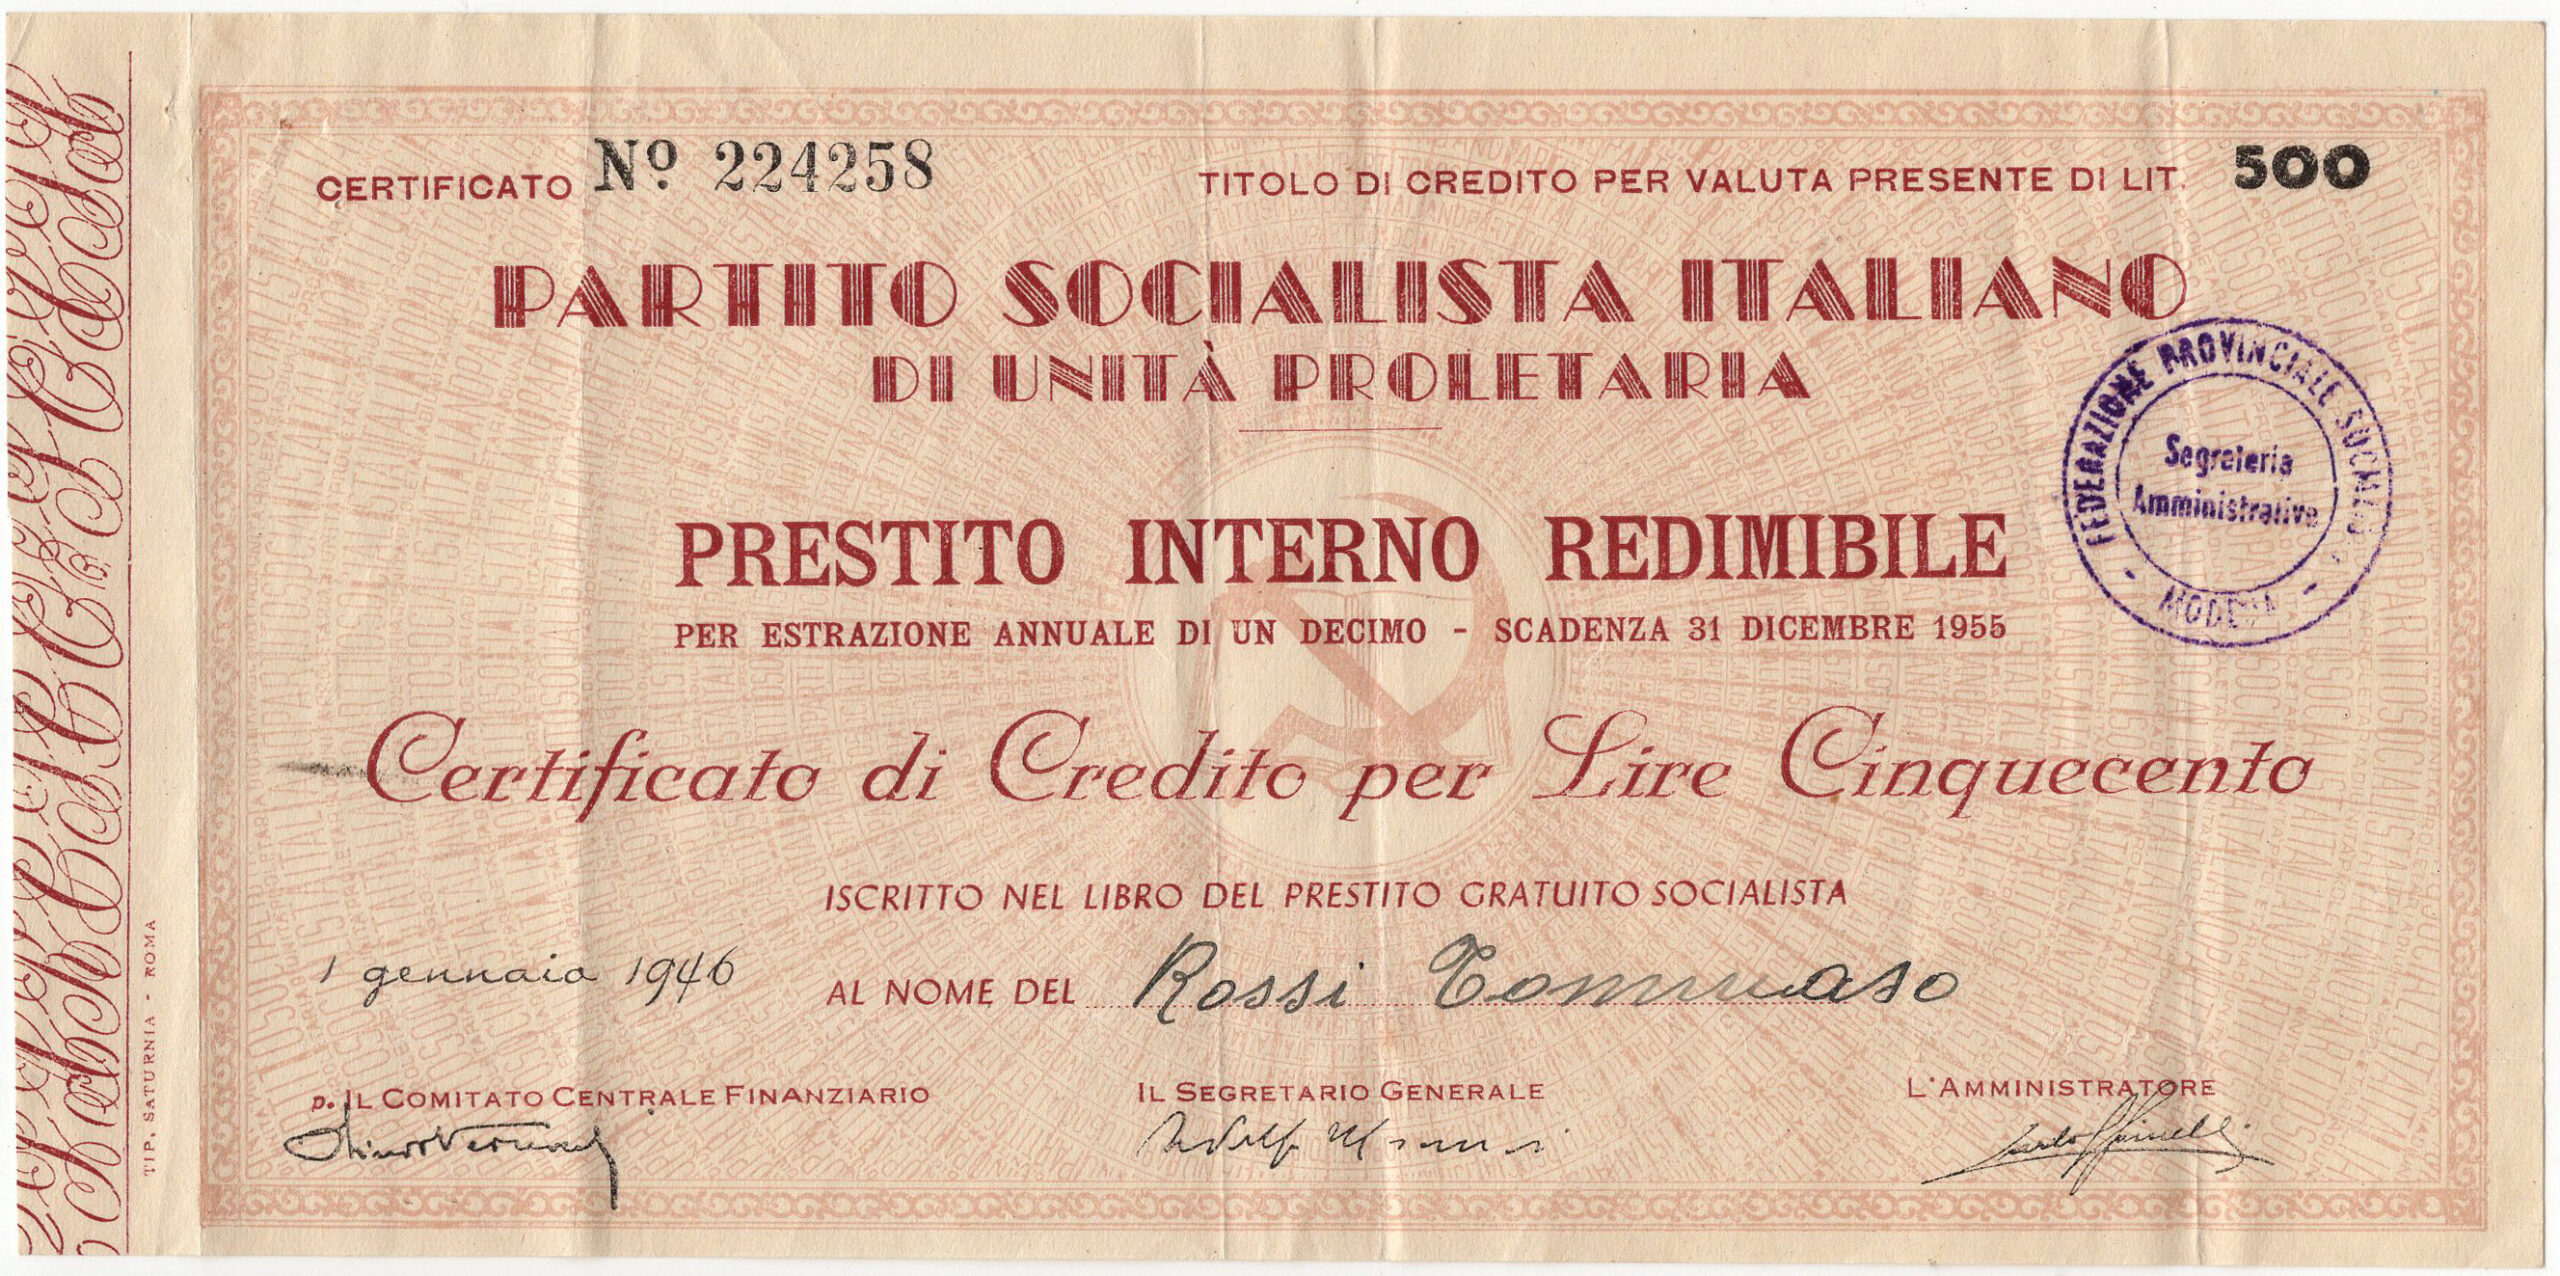 CERTIFICATO Nº 224258
TITOLO DI CREDITO PER VALUTA PRESENTE DI LIT. 500
PARTITO SOCIALISTA ITALIANO
DI UNITÀ PROLETARIA
FEDERAZIONE PROVINCIALE
Segreteria
Amministrativa
MODENA
PRESTITO INTERNO REDIMIBILE
PER ESTRAZIONE ANNUALE DI UN DECIMO - SCADENZA 31 DICEMBRE 1955
Certificato di Credito per Lire Cinquecento
ISCRITTO NEL LIBRO DEL PRESTITO GRATUITO SOCIALISTA
1 gennaio 1946
AL NOME DEL Rossi Tommaso
p. IL COMITATO CENTRALE FINANZIARIO
IL SEGRETARIO GENERALE
L'AMMINISTRATORE
TIP. SATURNIA - ROMA